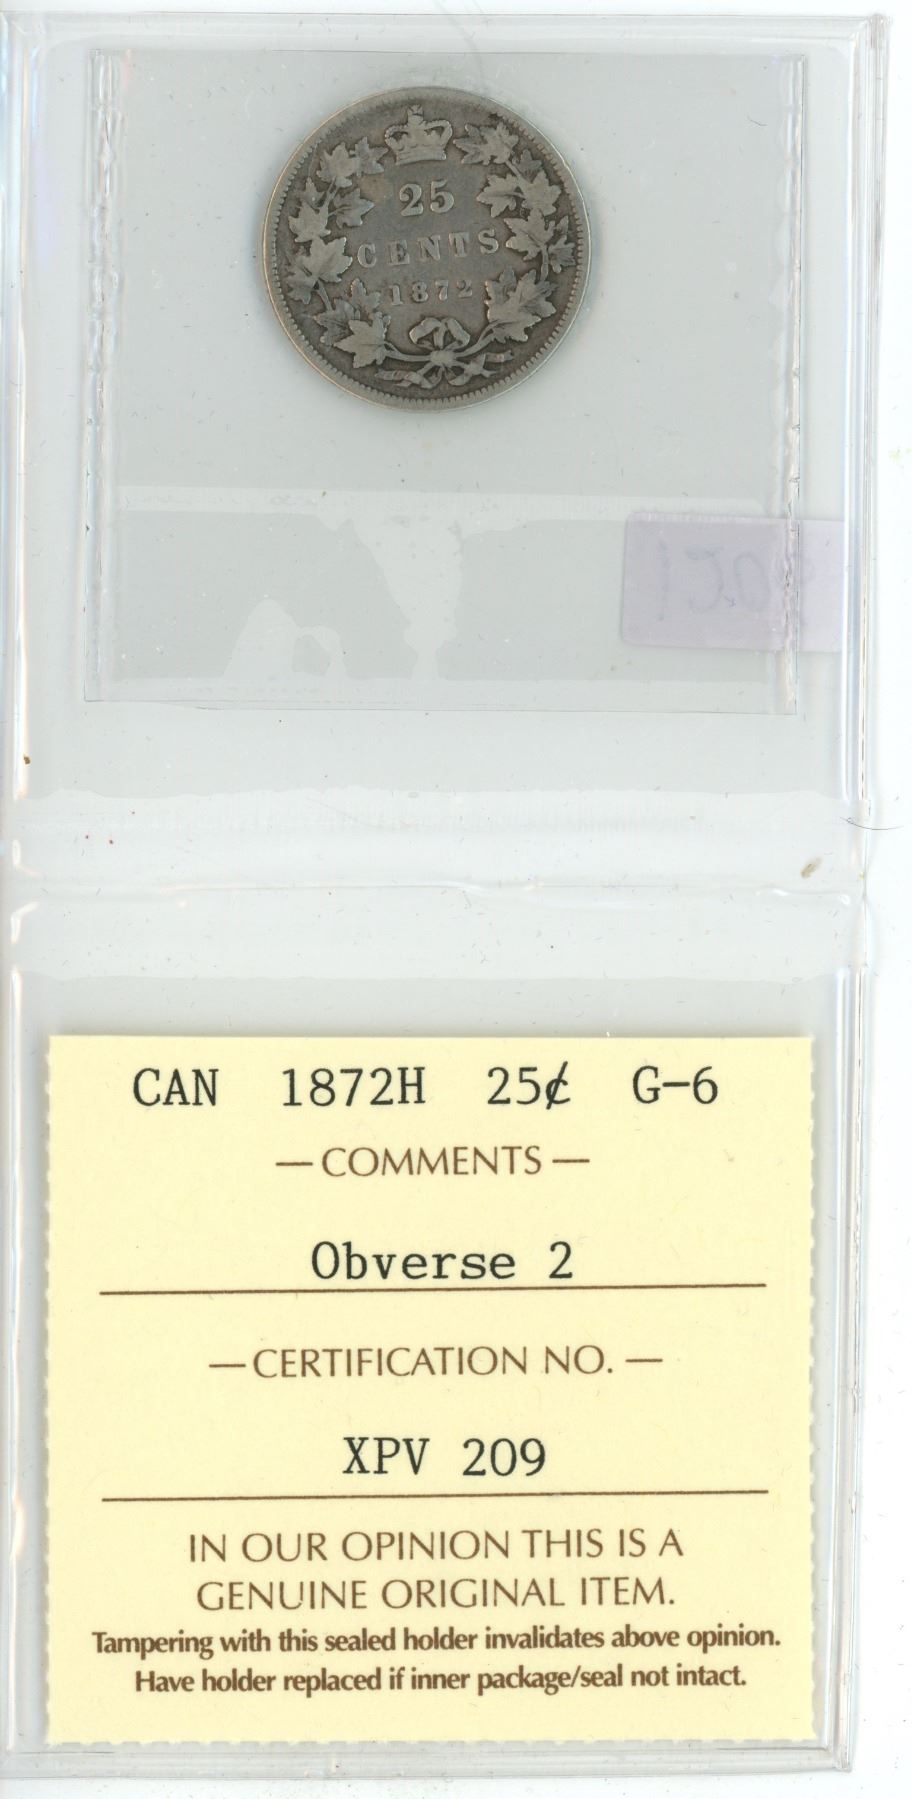 25
CENTS
1872
CAN 1872H 25¢ G-6
— COMMENTS —
Obverse 2
— CERTIFICATION NO. —
XPV 209
IN OUR OPINION THIS IS A
GENUINE ORIGINAL ITEM.
Tampering with this sealed holder invalidates above opinion.
Have holder replaced if inner package/seal not intact.